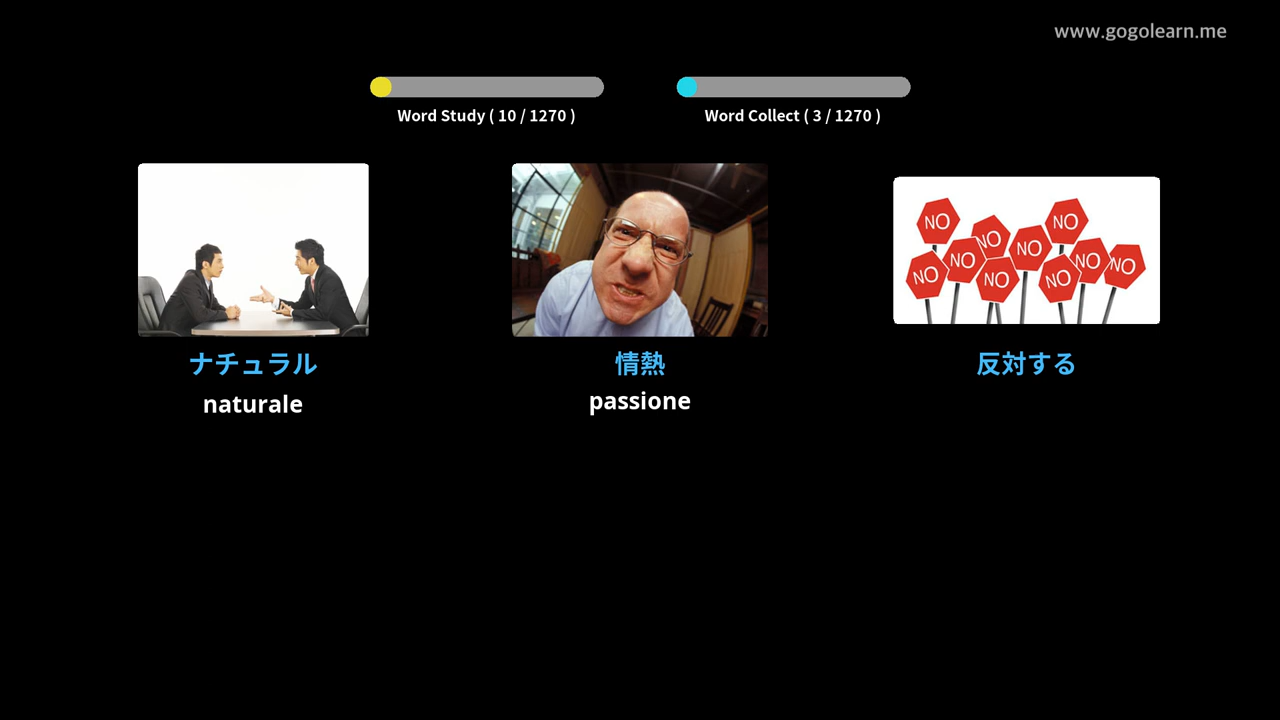 www.gogolearn.me
Word Study ( 10 / 1270 )
Word Collect ( 3 / 1270 )
NO
NO
NO
NO
NO
NO
NO
NO
NO
NO
ナチュラル
情熱
反対する
naturale
passione